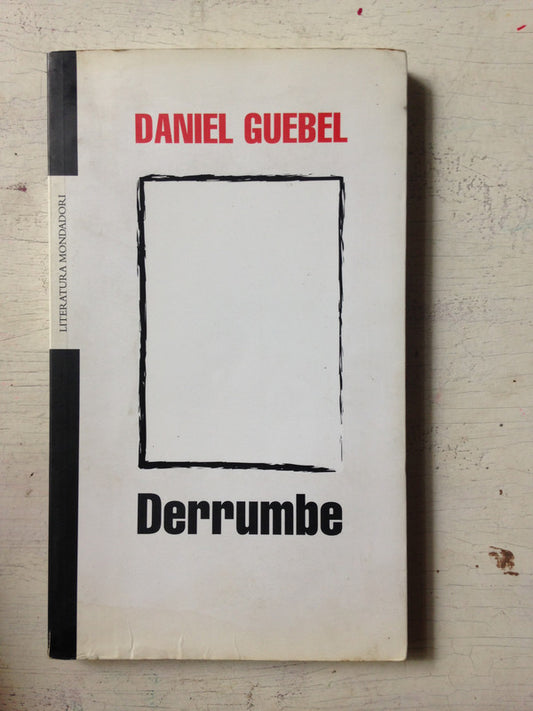 DANIEL GUEBEL
LITERATURA MONDADORI
Derrumbe